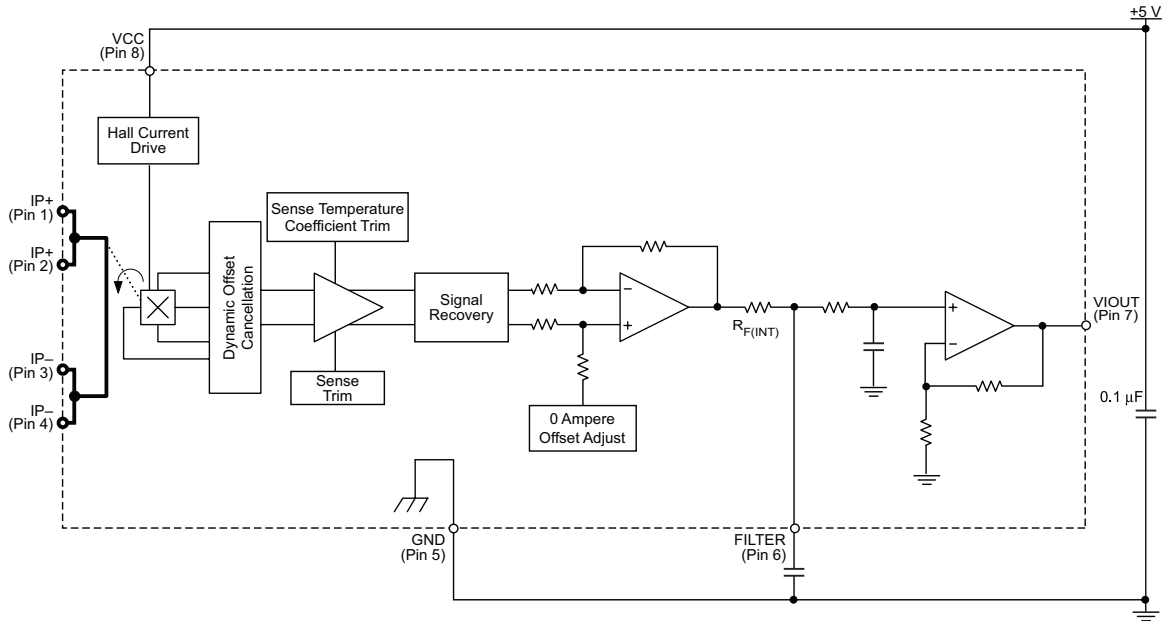 +5 V
VCC
(Pin 8)
Hall Current
Drive
IP+
(Pin 1)
IP+
(Pin 2)
IP–
(Pin 3)
IP–
(Pin 4)
Dynamic Offset
Cancellation
Sense Temperature
Coefficient Trim
Sense
Trim
Signal
Recovery
0 Ampere
Offset Adjust
–
+
RF(INT)
+
–
VIOUT
(Pin 7)
0.1 µF
GND
(Pin 5)
FILTER
(Pin 6)